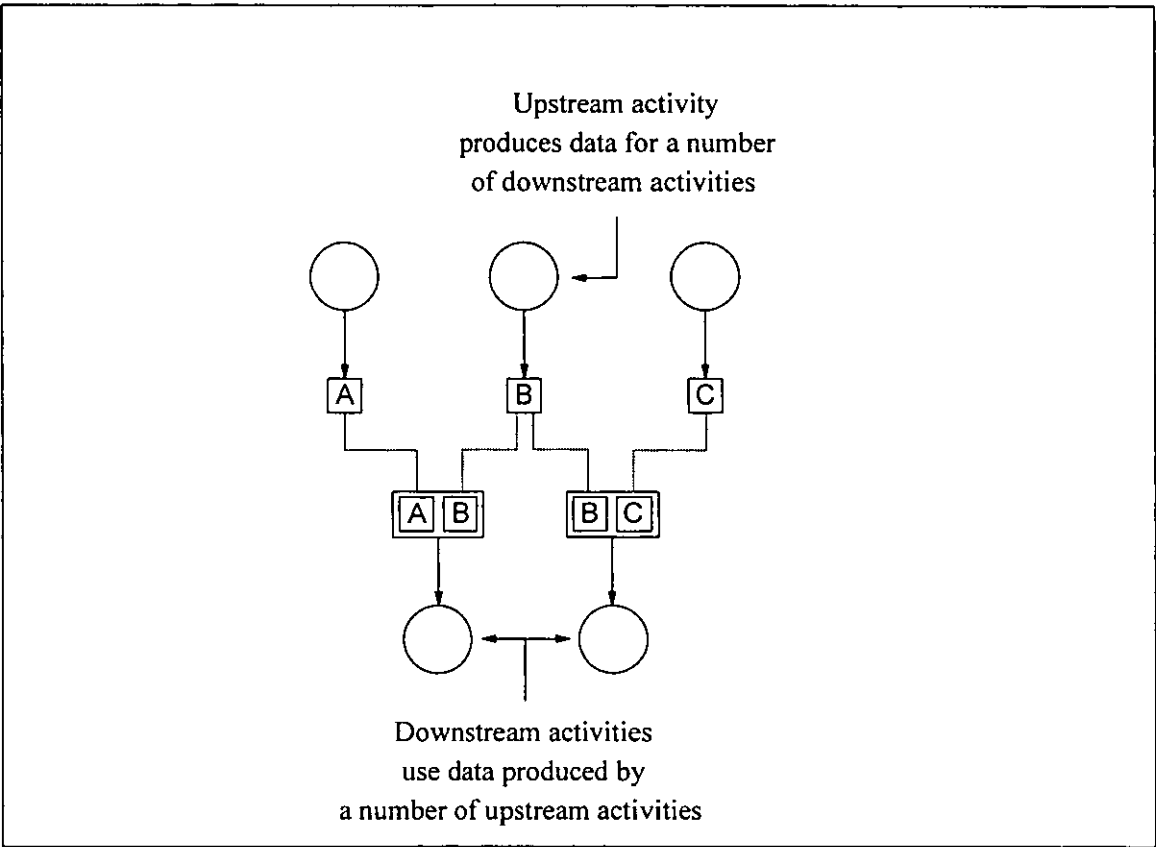 Upstream activity
produces data for a number
of downstream activities
A
B
C
A B
B C
Downstream activities
use data produced by
a number of upstream activities